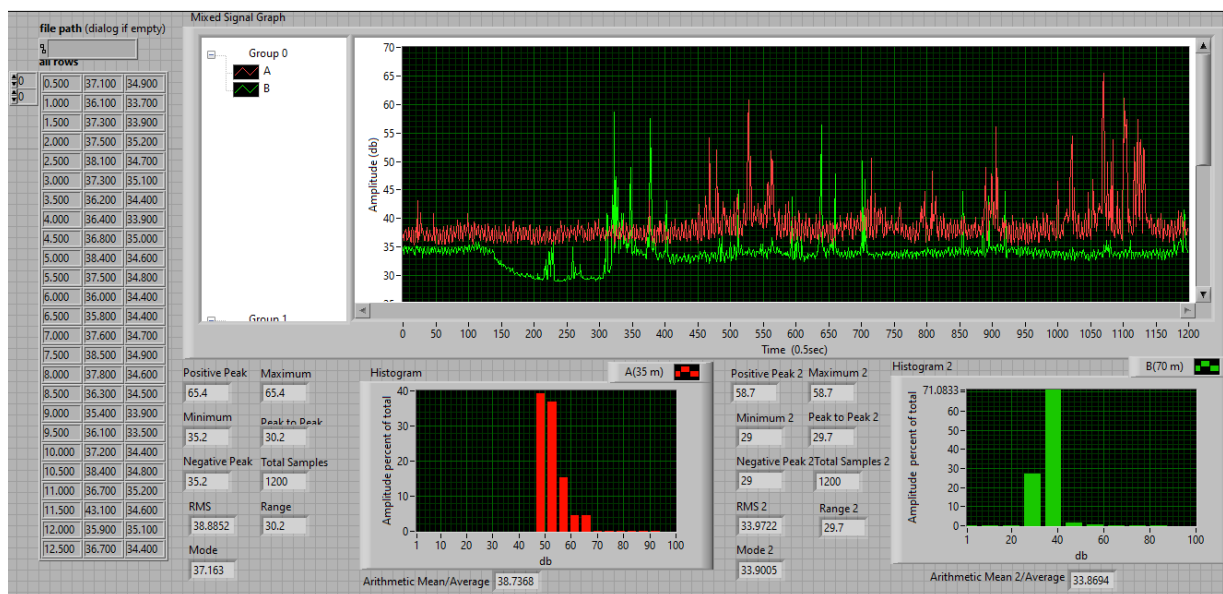 Mixed Signal Graph
file path (dialog if empty)
all rows
0
0
0.500 37.100 34.900
1.000 36.100 33.700
1.500 37.300 33.900
2.000 37.500 35.200
2.500 38.100 34.700
3.000 37.300 35.100
3.500 36.200 34.400
4.000 36.400 33.900
4.500 36.800 35.000
5.000 38.400 34.600
5.500 37.500 34.800
6.000 36.000 34.400
6.500 35.800 34.400
7.000 37.600 34.700
7.500 38.500 34.900
8.000 37.800 34.600
8.500 36.300 34.500
9.000 35.400 33.900
9.500 36.100 33.500
10.000 37.200 34.400
10.500 38.400 34.800
11.000 36.700 35.200
11.500 43.100 34.600
12.000 35.900 35.100
12.500 36.700 34.400
Group 0
A
B
Group 1
Amplitude (db)
70
65
60
55
50
45
40
35
30
25
0 50 100 150 200 250 300 350 400 450 500 550 600 650 700 750 800 850 900 950 1000 1050 1100 1150 1200
Time (0.5sec)
Positive Peak Maximum
65.4 65.4
Minimum Peak to Peak
35.2 30.2
Negative Peak Total Samples
35.2 1200
RMS Range
38.8852 30.2
Mode
37.163
Histogram A(35 m)
Amplitude percent of total
40
30
20
10
0
1 10 20 30 40 50 60 70 80 90 100
db
Arithmetic Mean/Average 38.7368
Positive Peak 2 Maximum 2
58.7 58.7
Minimum 2 Peak to Peak 2
29 29.7
Negative Peak 2 Total Samples 2
29 1200
RMS 2 Range 2
33.9722 29.7
Mode 2
33.9005
Histogram 2 B(70 m)
Amplitude percent of total
71.0833
60
50
40
30
20
10
0
1 20 40 60 80 100
db
Arithmetic Mean 2/Average 33.8694